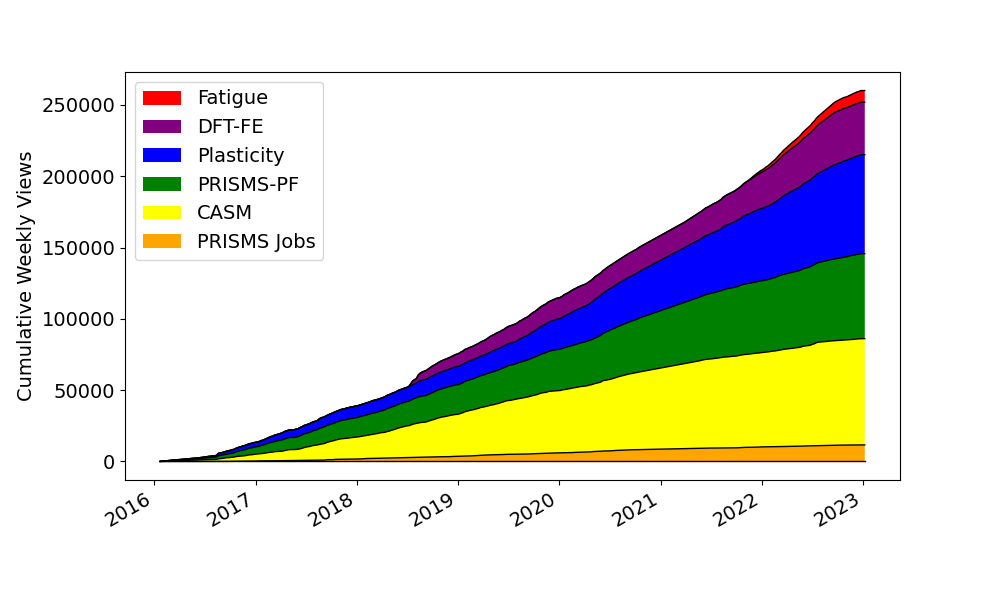 Fatigue
DFT-FE
Plasticity
PRISMS-PF
CASM
PRISMS Jobs
Cumulative Weekly Views
250000
200000
150000
100000
50000
0
2016
2017
2018
2019
2020
2021
2022
2023